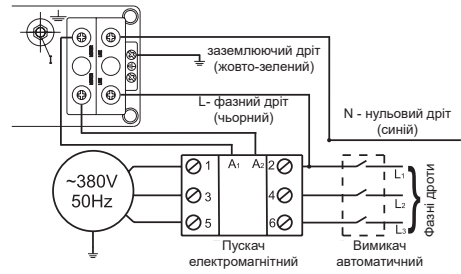 заземлюючий дріт
(жовто-зелений)
L- фазний дріт
(чьорний)
N - нульовий дріт
(синій)
~380V
50Hz
1 A₁ A₂ 2
3 4
5 6
L₁
L₂
L₃
Фазні дроти
Пускач
електромагнітний
Вимикач
автоматичний